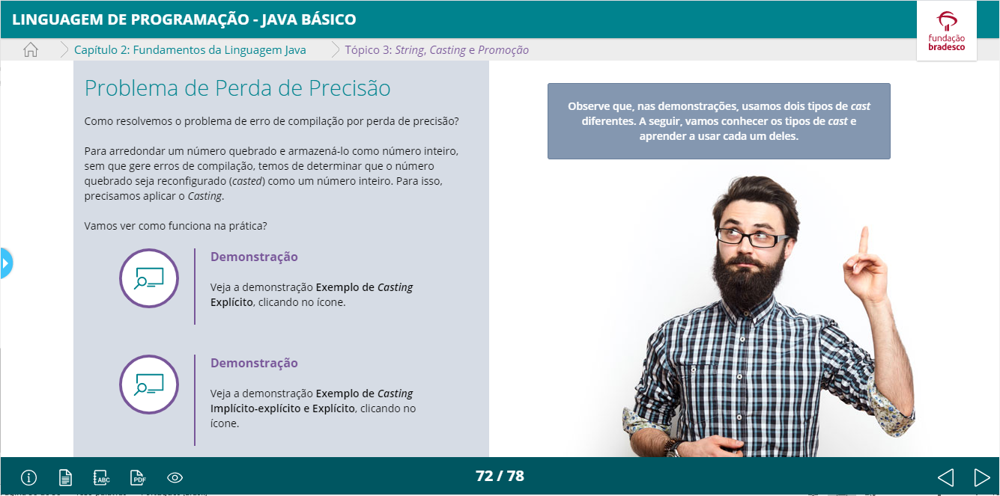 LINGUAGEM DE PROGRAMAÇÃO - JAVA BÁSICO
fundação
bradesco
Capítulo 2: Fundamentos da Linguagem Java
Tópico 3: String, Casting e Promoção
Problema de Perda de Precisão
Como resolvemos o problema de erro de compilação por perda de precisão?
Para arredondar um número quebrado e armazená-lo como número inteiro,
sem que gere erros de compilação, temos de determinar que o número
quebrado seja reconfigurado (casted) como um número inteiro. Para isso,
precisamos aplicar o Casting.
Vamos ver como funciona na prática?
Demonstração
Veja a demonstração Exemplo de Casting
Explícito, clicando no ícone.
Demonstração
Veja a demonstração Exemplo de Casting
Implícito-explícito e Explícito, clicando no
ícone.
Observe que, nas demonstrações, usamos dois tipos de cast
diferentes. A seguir, vamos conhecer os tipos de cast e
aprender a usar cada um deles.
ABC
PDF
72 / 78